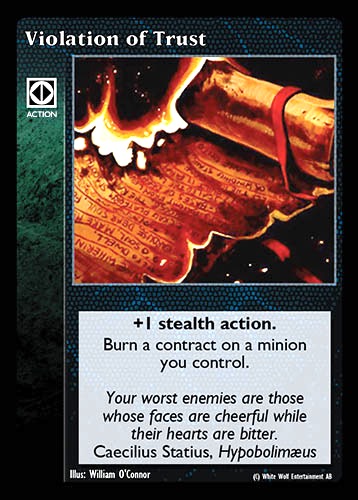 Violation of Trust
ACTION
+1 stealth action.
Burn a contract on a minion
you control.
Your worst enemies are those
whose faces are cheerful while
their hearts are bitter.
Caecilius Statius, Hypobolimæus
Illus: William O'Connor
(C) White Wolf Entertainment AB